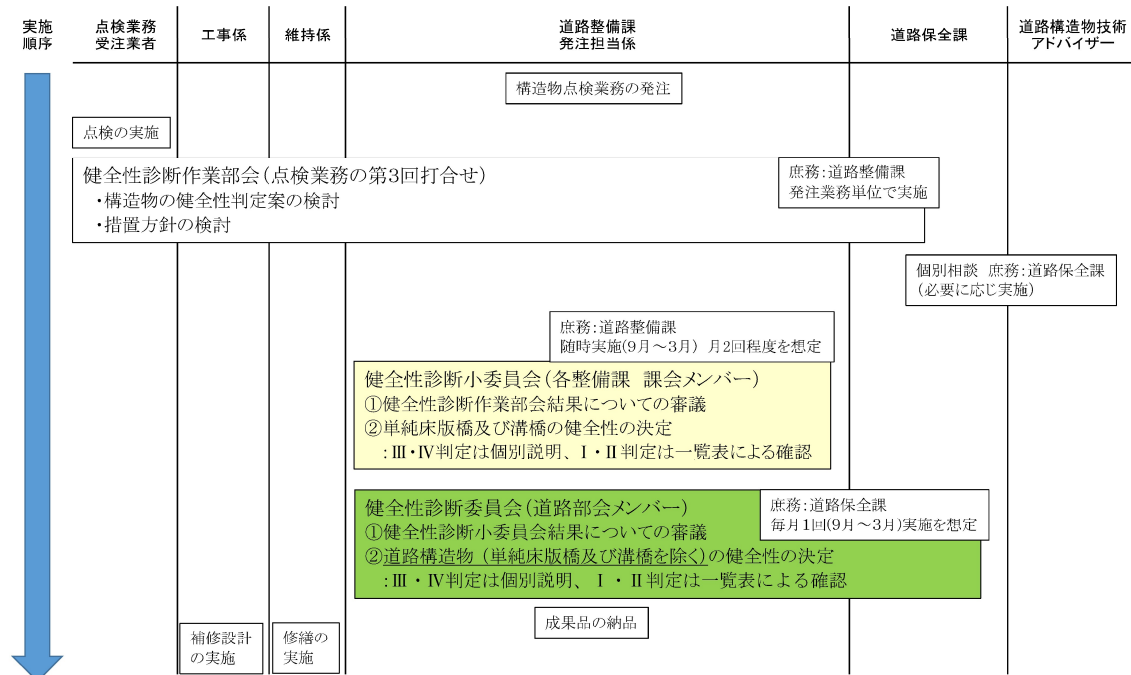 実施
順序
点検業務
受注業者
工事係
維持係
道路整備課
発注担当係
道路保全課
道路構造物技術
アドバイザー
構造物点検業務の発注
点検の実施
健全性診断作業部会(点検業務の第3回打合せ)
・構造物の健全性判定案の検討
・措置方針の検討
庶務:道路整備課
発注業務単位で実施
個別相談 庶務:道路保全課
(必要に応じ実施)
庶務:道路整備課
随時実施(9月～3月) 月2回程度を想定
健全性診断小委員会(各整備課 課会メンバー)
①健全性診断作業部会結果についての審議
②単純床版橋及び溝橋の健全性の決定
:Ⅲ・Ⅳ判定は個別説明、Ⅰ・Ⅱ判定は一覧表による確認
健全性診断委員会(道路部会メンバー)
①健全性診断小委員会結果についての審議
②道路構造物(単純床版橋及び溝橋を除く)の健全性の決定
:Ⅲ・Ⅳ判定は個別説明、Ⅰ・Ⅱ判定は一覧表による確認
庶務:道路保全課
毎月1回(9月～3月)実施を想定
成果品の納品
補修設計
の実施
修繕の
実施